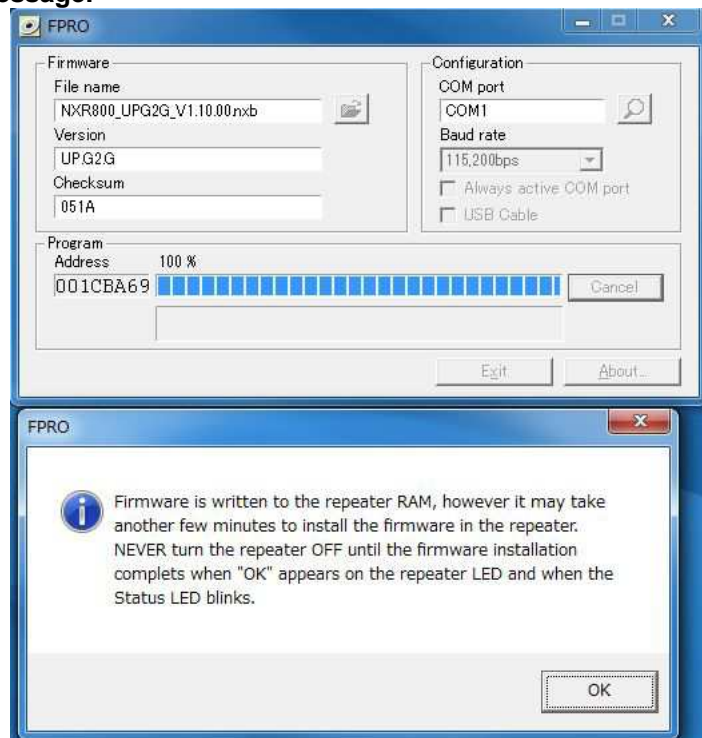 essage.
FPRO
Firmware
File name
NXR800_UPG2G_V1.10.00.nxb
Version
UP.G2.G
Checksum
051A
Configuration
COM port
COM1
Baud rate
115,200bps
Always active COM port
USB Cable
Program
Address 100 %
001CBA69
Cancel
Exit About...
FPRO
Firmware is written to the repeater RAM, however it may take
another few minutes to install the firmware in the repeater.
NEVER turn the repeater OFF until the firmware installation
complets when "OK" appears on the repeater LED and when the
Status LED blinks.
OK